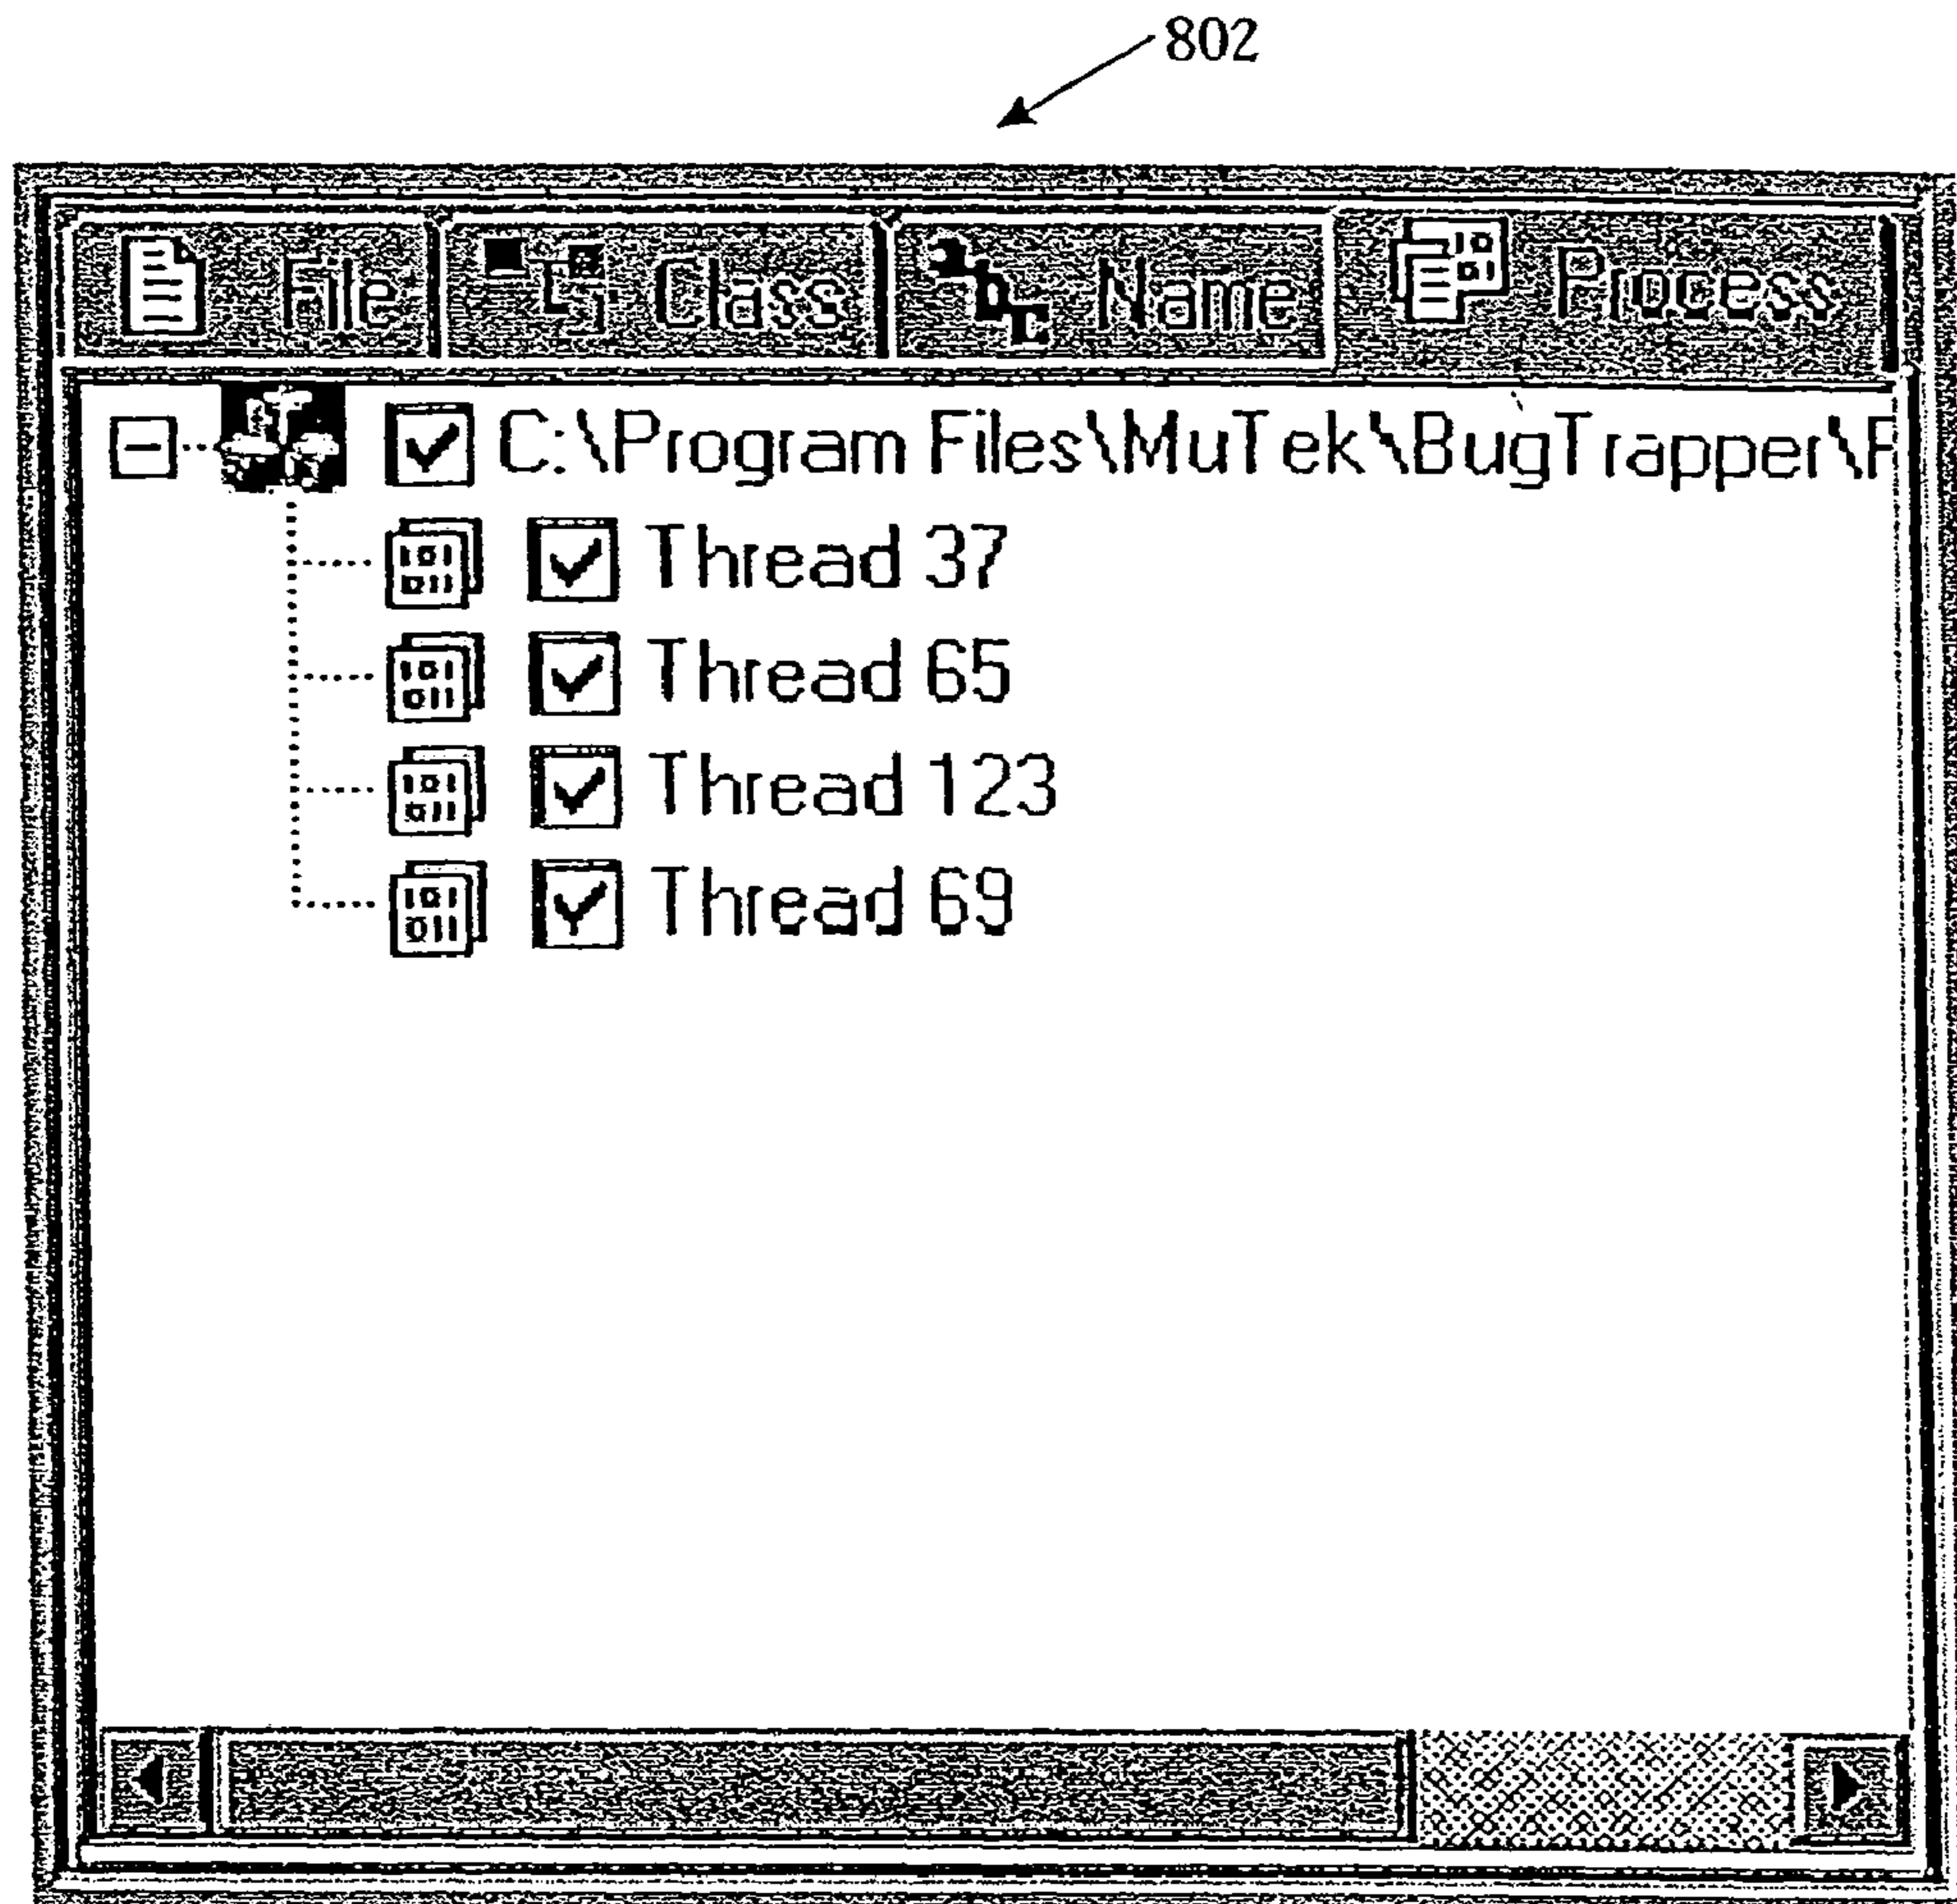 802
File Class Name Process
C:\Program Files\MuTek\BugTrapper\
Thread 37
Thread 65
Thread 123
Thread 69